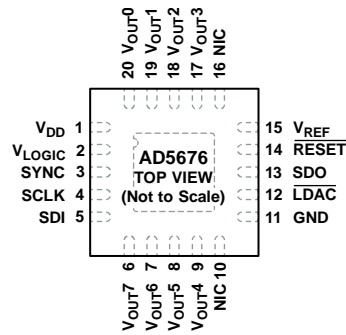 20 VOUT0
19 VOUT1
18 VOUT2
17 VOUT3
16 NIC
VDD 1
VLOGIC 2
SYNC 3
SCLK 4
SDI 5
AD5676
TOP VIEW
(Not to Scale)
15 VREF
14 RESET
13 SDO
12 LDAC
11 GND
VOUT7 6
VOUT6 7
VOUT5 8
VOUT4 9
NIC 10